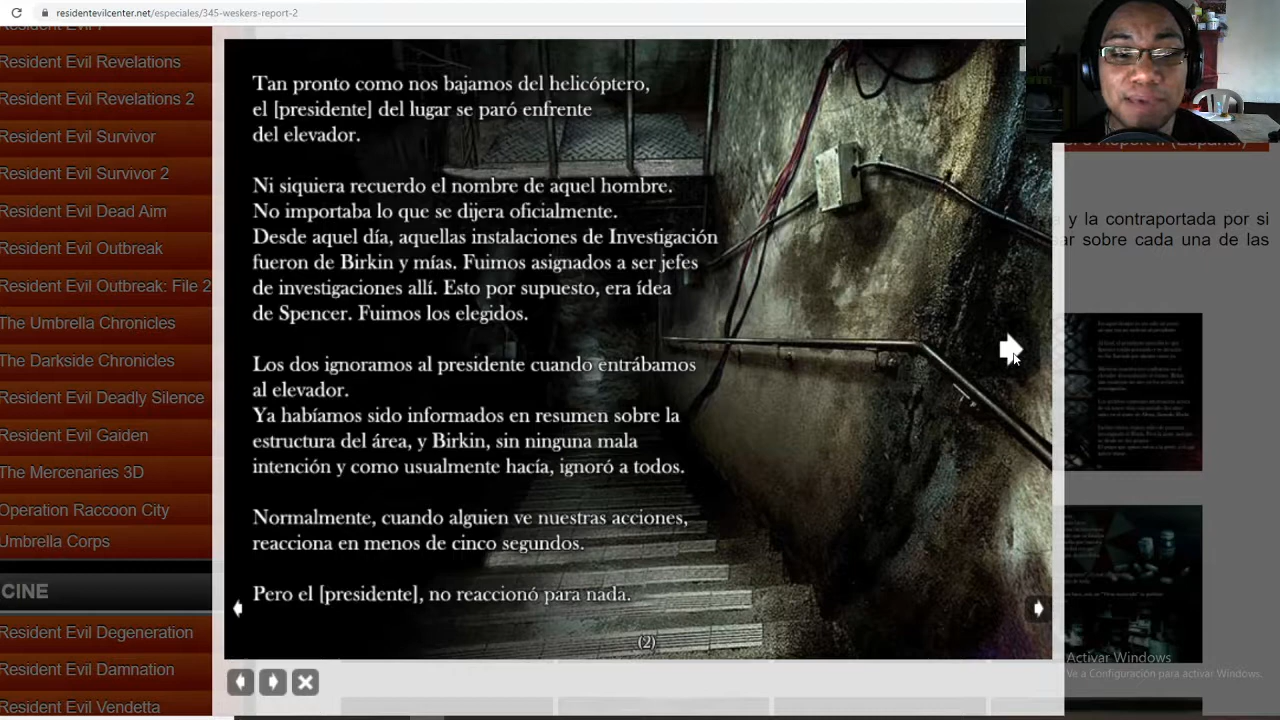 residentevilcenter.net/especiales/345-weskers-report-2
Resident Evil Revelations
Resident Evil Revelations 2
Resident Evil Survivor
Resident Evil Survivor 2
Resident Evil Dead Aim
Resident Evil Outbreak
Resident Evil Outbreak: File 2
The Umbrella Chronicles
The Darkside Chronicles
Resident Evil Deadly Silence
Resident Evil Gaiden
The Mercenaries 3D
Operation Raccoon City
Umbrella Corps
CINE
Resident Evil Degeneration
Resident Evil Damnation
Resident Evil Vendetta
Tan pronto como nos bajamos del helicóptero,
el [presidente] del lugar se paró enfrente
del elevador.
Ni siquiera recuerdo el nombre de aquel hombre.
No importaba lo que se dijera oficialmente.
Desde aquel día, aquellas instalaciones de Investigación
fueron de Birkin y mías. Fuimos asignados a ser jefes
de investigaciones allí. Esto por supuesto, era ídea
de Spencer. Fuimos los elegidos.
Los dos ignoramos al presidente cuando entrábamos
al elevador.
Ya habíamos sido informados en resumen sobre la
estructura del área, y Birkin, sin ninguna mala
intención y como usualmente hacía, ignoró a todos.
Normalmente, cuando alguien ve nuestras acciones,
reacciona en menos de cinco segundos.
Pero el [presidente], no reaccionó para nada.
(2)
y la contraportada por si
sobre cada una de las
Activar Windows
Ve a Configuración para activar Windows.